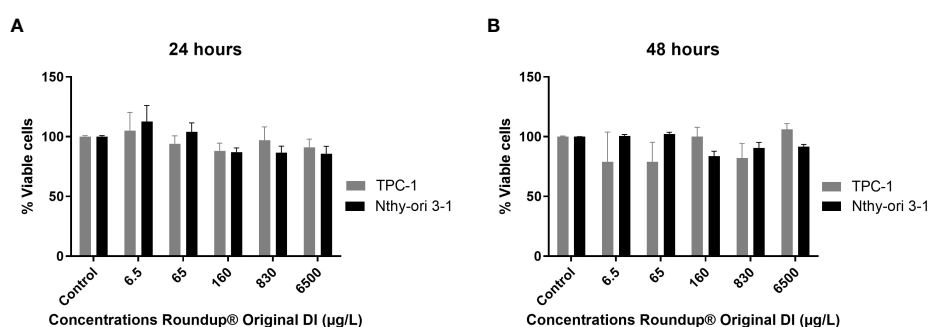 A
24 hours
% Viable cells
150
100
50
0
Control
6.5
65
160
830
6500
Concentrations Roundup® Original DI (µg/L)
TPC-1
Nthy-ori 3-1
B
48 hours
% Viable cells
150
100
50
0
Control
6.5
65
160
830
6500
Concentrations Roundup® Original DI (µg/L)
TPC-1
Nthy-ori 3-1